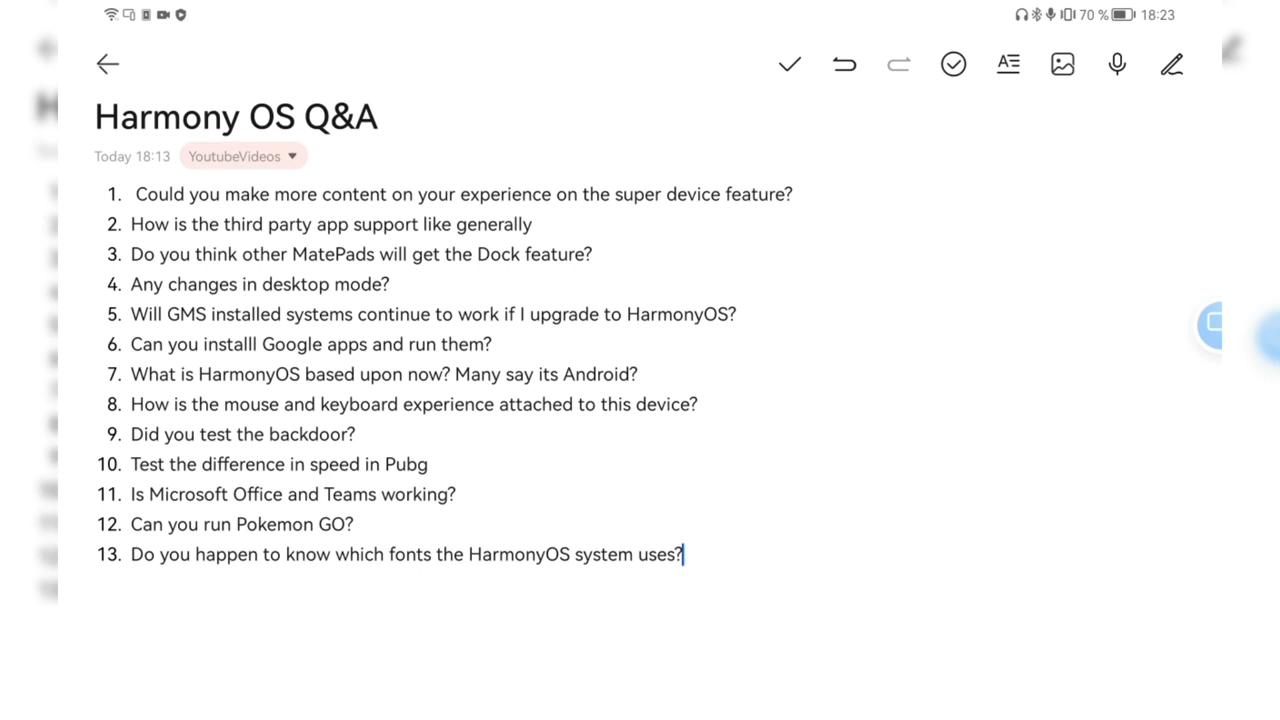 70 % 18:23
Harmony OS Q&A
Today 18:13 YoutubeVideos
1. Could you make more content on your experience on the super device feature?
2. How is the third party app support like generally
3. Do you think other MatePads will get the Dock feature?
4. Any changes in desktop mode?
5. Will GMS installed systems continue to work if I upgrade to HarmonyOS?
6. Can you installl Google apps and run them?
7. What is HarmonyOS based upon now? Many say its Android?
8. How is the mouse and keyboard experience attached to this device?
9. Did you test the backdoor?
10. Test the difference in speed in Pubg
11. Is Microsoft Office and Teams working?
12. Can you run Pokemon GO?
13. Do you happen to know which fonts the HarmonyOS system uses?